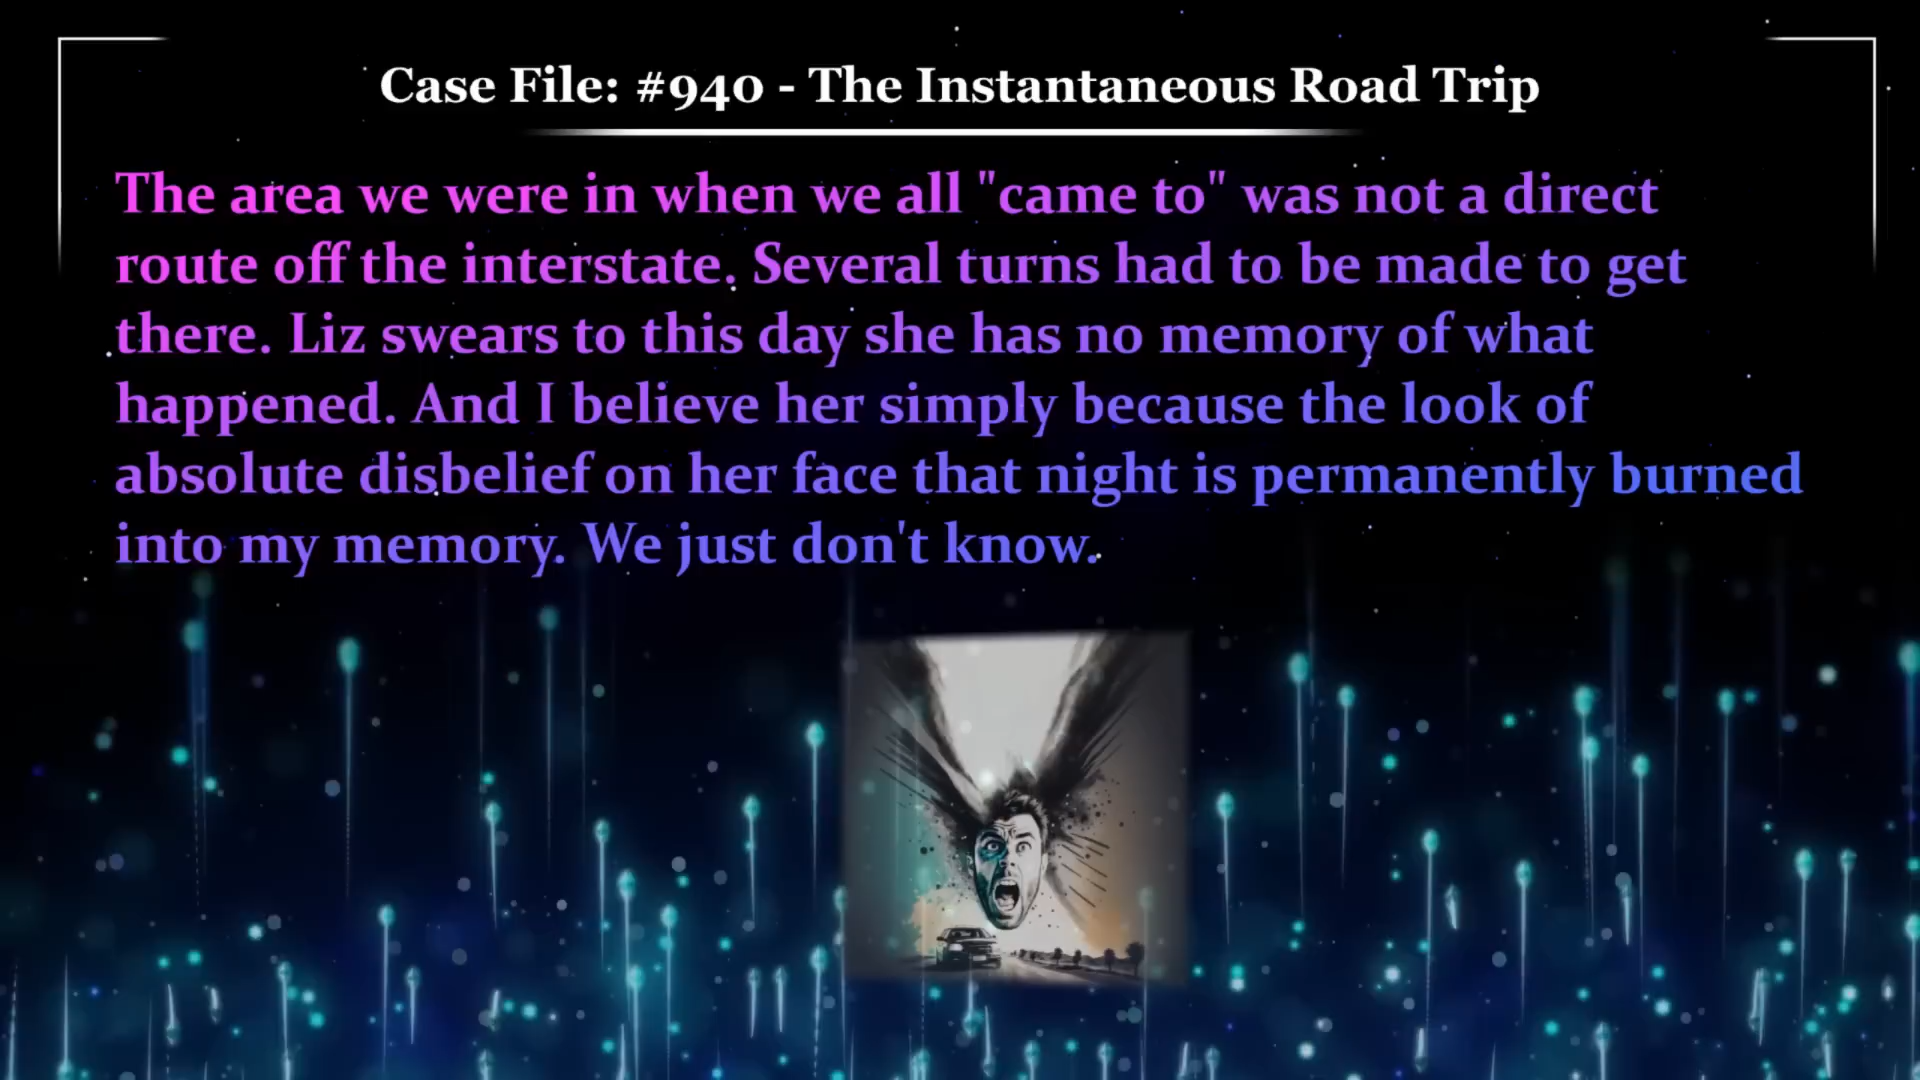 Case File: #940 - The Instantaneous Road Trip
The area we were in when we all "came to" was not a direct
route off the interstate. Several turns had to be made to get
there. Liz swears to this day she has no memory of what
happened. And I believe her simply because the look of
absolute disbelief on her face that night is permanently burned
into my memory. We just don't know.